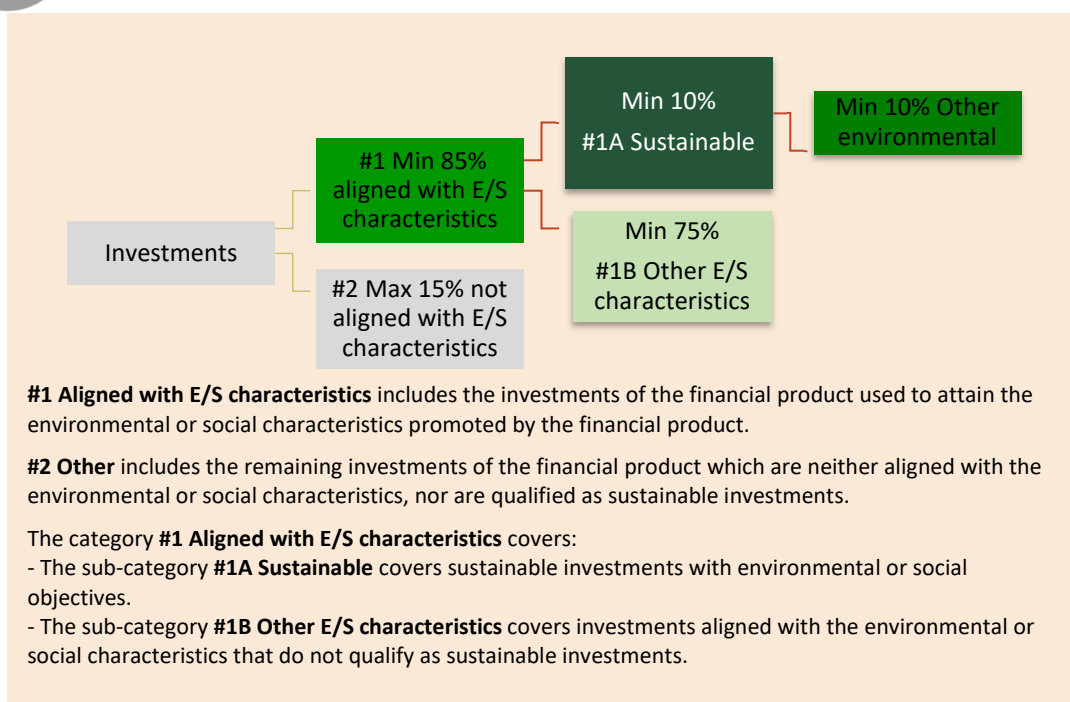 Investments
#1 Min 85%
aligned with E/S
characteristics
#2 Max 15% not
aligned with E/S
characteristics
Min 10%
#1A Sustainable
Min 75%
#1B Other E/S
characteristics
Min 10% Other
environmental
#1 Aligned with E/S characteristics includes the investments of the financial product used to attain the
environmental or social characteristics promoted by the financial product.
#2 Other includes the remaining investments of the financial product which are neither aligned with the
environmental or social characteristics, nor are qualified as sustainable investments.
The category #1 Aligned with E/S characteristics covers:
- The sub-category #1A Sustainable covers sustainable investments with environmental or social
objectives.
- The sub-category #1B Other E/S characteristics covers investments aligned with the environmental or
social characteristics that do not qualify as sustainable investments.